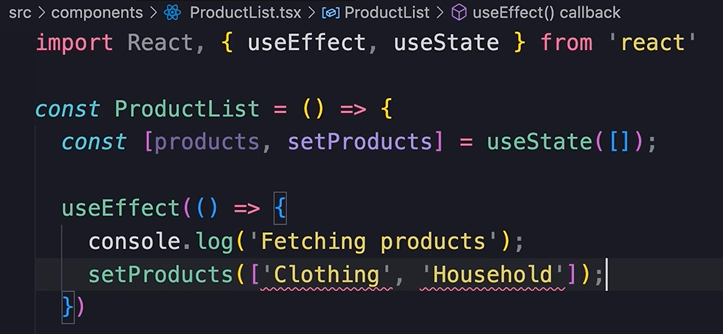 src > components > ProductList.tsx > ProductList > useEffect() callback
import React, { useEffect, useState } from 'react'
const ProductList = () => {
const [products, setProducts] = useState([]);
useEffect(() => {
console.log('Fetching products');
setProducts(['Clothing', 'Household']);
})